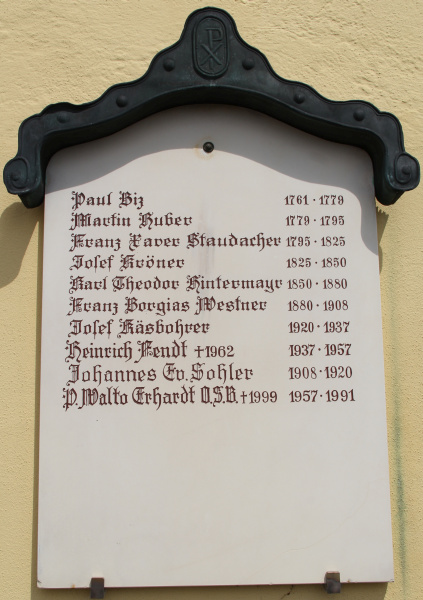 Paul Biz 1761 · 1779
Martin Huber 1779 · 1795
Franz Xaver Staudacher 1795 · 1825
Josef Kröner 1825 · 1850
Karl Theodor Hintermayr 1850 · 1880
Franz Borgias Westner 1880 · 1908
Josef Käsbohrer 1920 · 1937
Heinrich Fendt †1962 1937 · 1957
Johannes Ev. Sohler 1908 · 1920
P. Walto Erhardt O.S.B. †1999 1957 · 1991